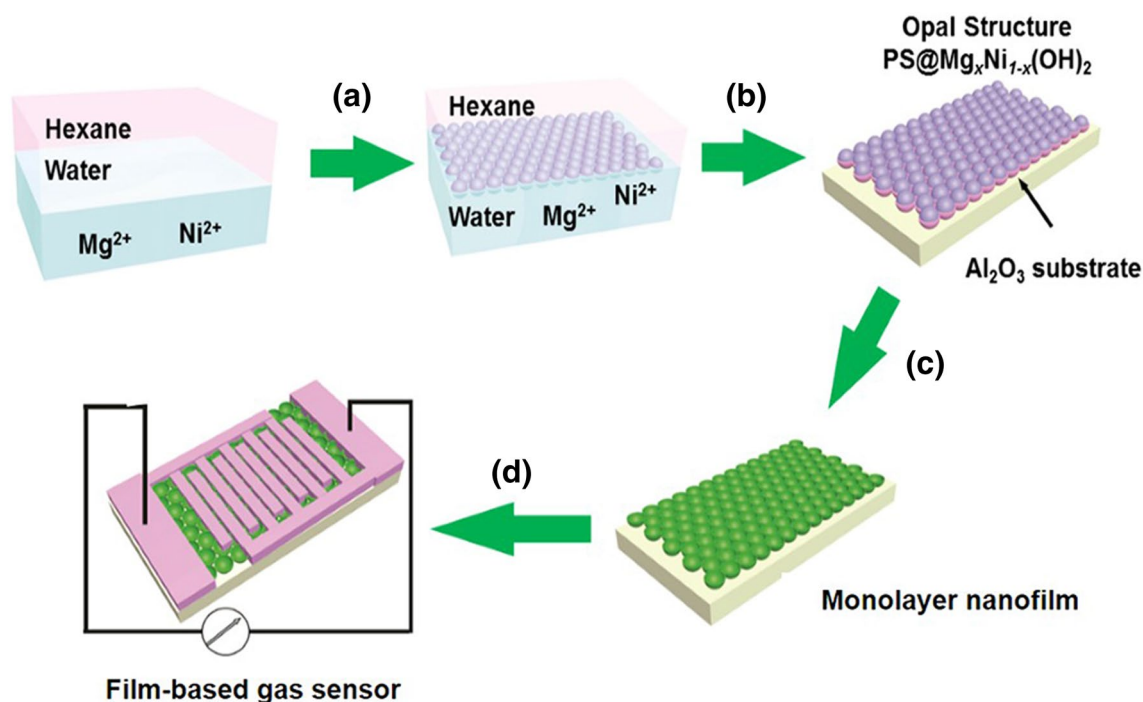 (a)
(b)
Opal Structure
PS@MgₓNi₁₋ₓ(OH)₂
Hexane
Water
Mg²⁺ Ni²⁺
Hexane
Water Mg²⁺ Ni²⁺
Al₂O₃ substrate
(c)
(d)
Monolayer nanofilm
Film-based gas sensor